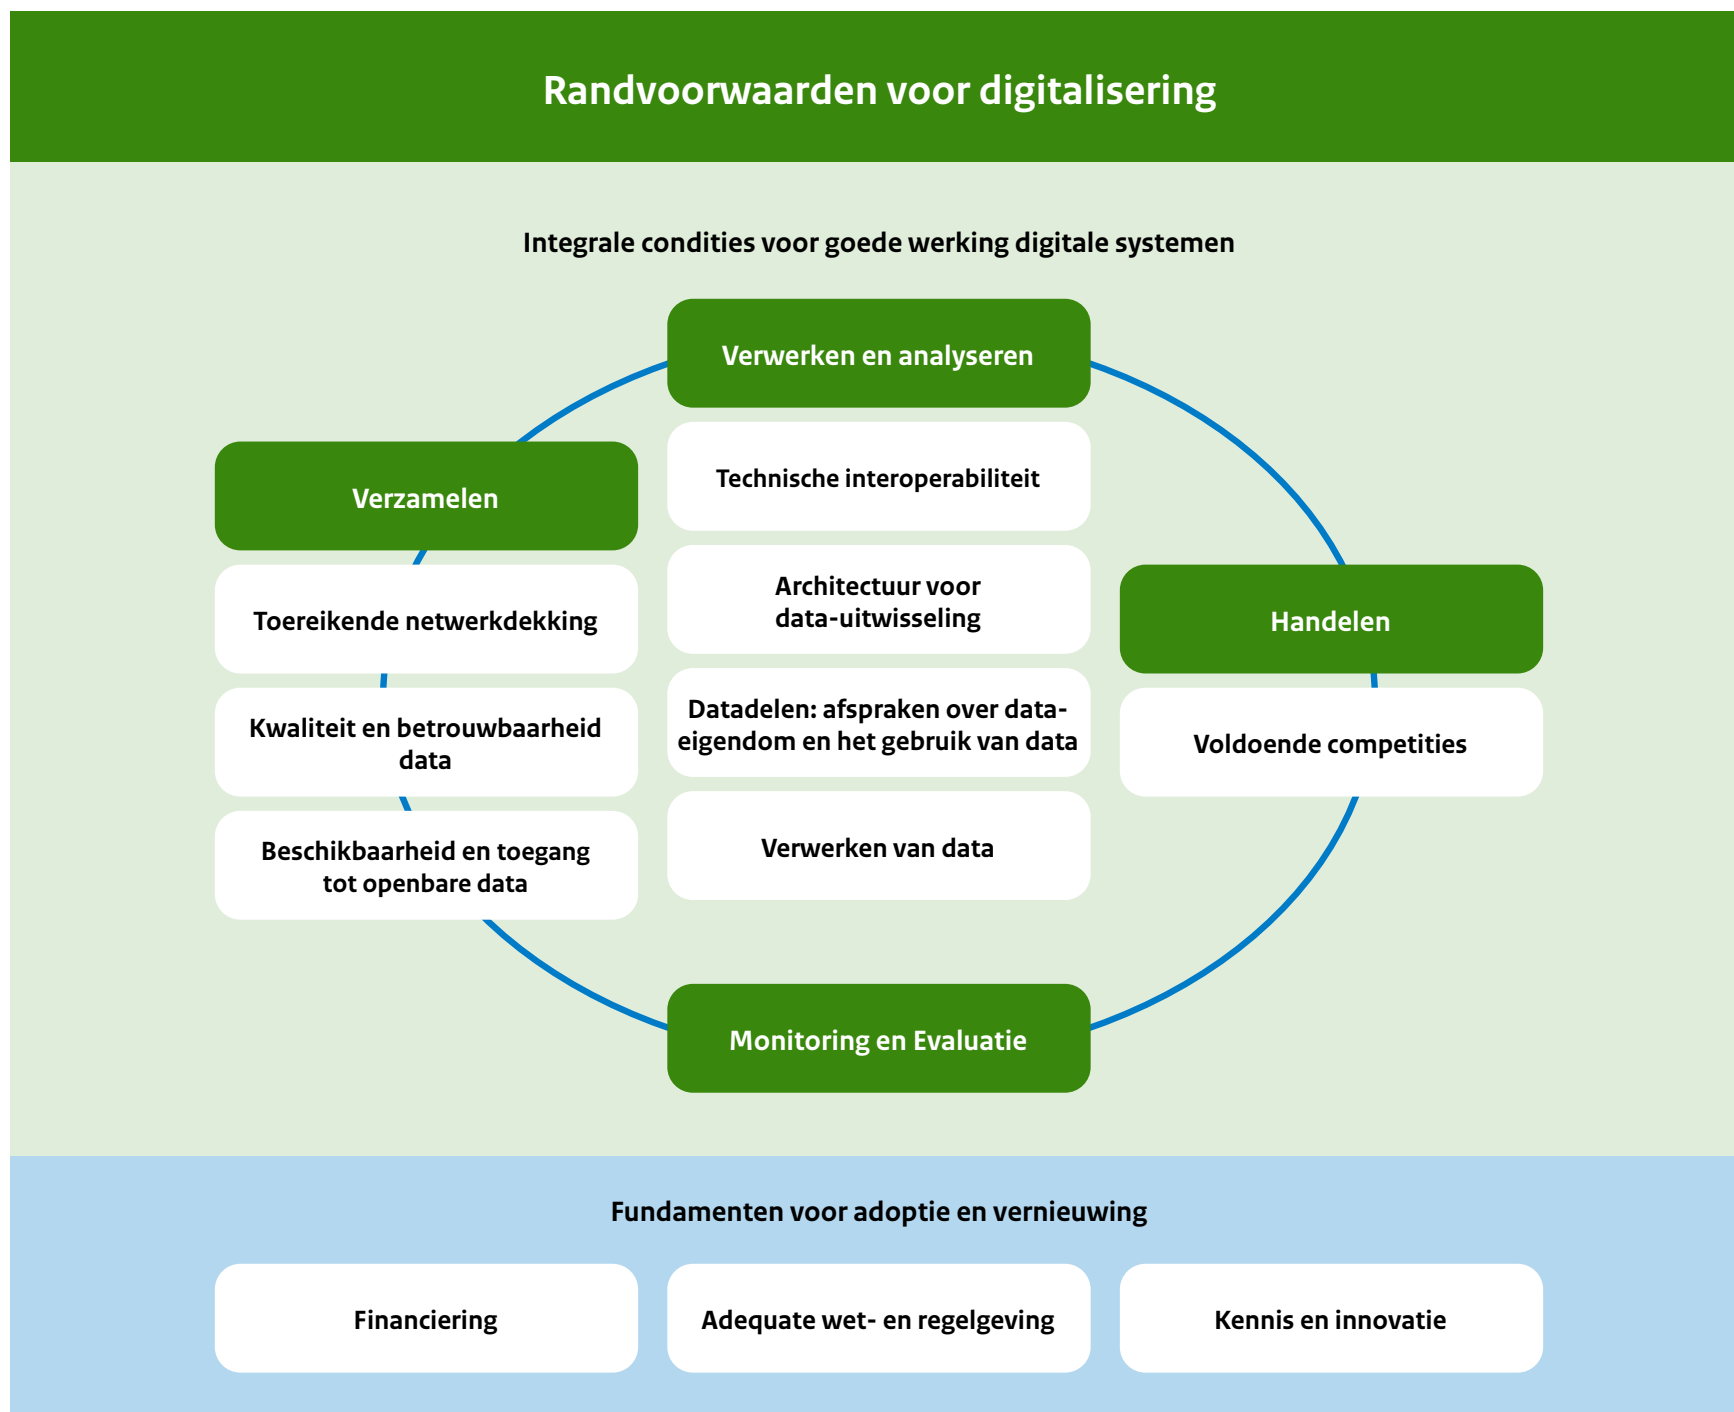 Randvoorwaarden voor digitalisering
Integrale condities voor goede werking digitale systemen
Verzamelen
Toereikende netwerkdekking
Kwaliteit en betrouwbaarheid
data
Beschikbaarheid en toegang
tot openbare data
Verwerken en analyseren
Technische interoperabiliteit
Architectuur voor
data-uitwisseling
Datadelen: afspraken over data-
eigendom en het gebruik van data
Verwerken van data
Handelen
Voldoende competities
Monitoring en Evaluatie
Fundamenten voor adoptie en vernieuwing
Financiering
Adequate wet- en regelgeving
Kennis en innovatie